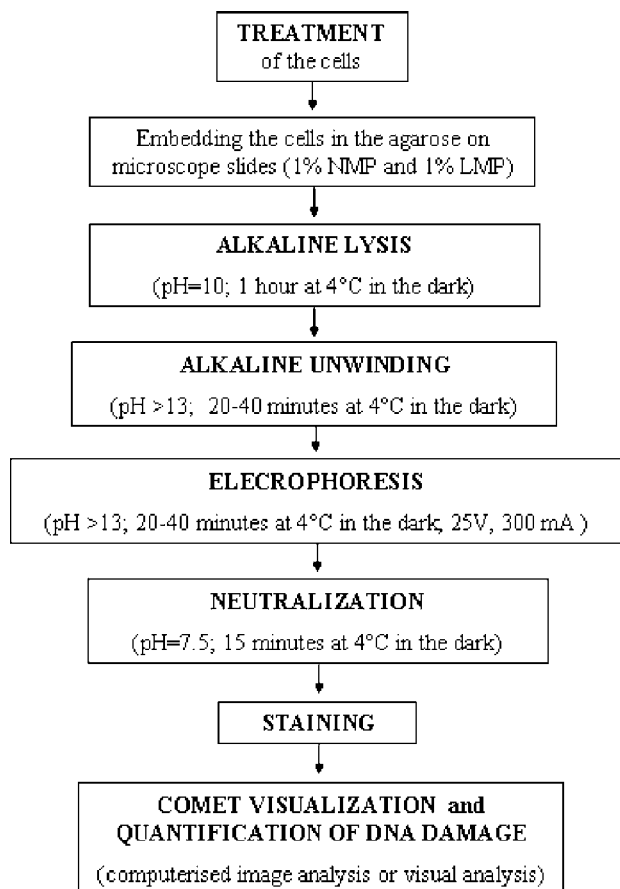 TREATMENT
of the cells
Embedding the cells in the agarose on
microscope slides (1% NMP and 1% LMP)
ALKALINE LYSIS
(pH=10; 1 hour at 4°C in the dark)
ALKALINE UNWINDING
(pH >13; 20-40 minutes at 4°C in the dark)
ELECROPHORESIS
(pH >13; 20-40 minutes at 4°C in the dark, 25V, 300 mA )
NEUTRALIZATION
(pH=7.5; 15 minutes at 4°C in the dark)
STAINING
COMET VISUALIZATION and
QUANTIFICATION OF DNA DAMAGE
(computerised image analysis or visual analysis)